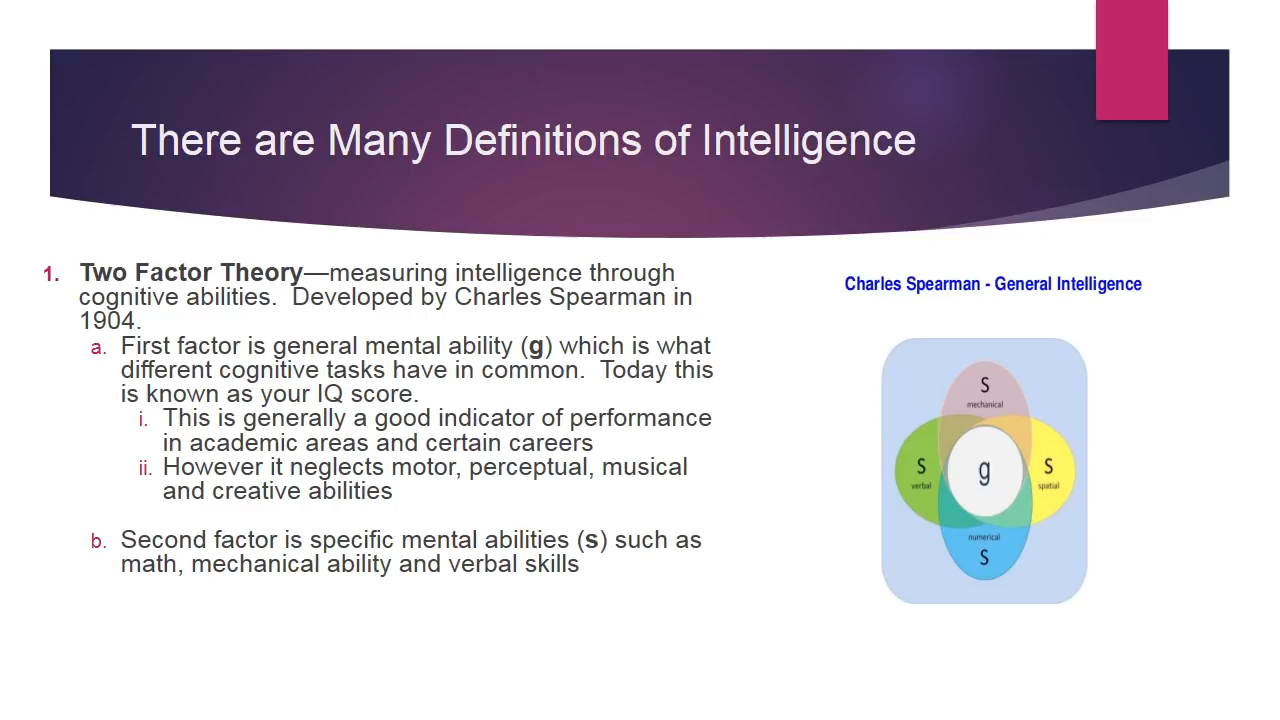 There are Many Definitions of Intelligence
1. Two Factor Theory—measuring intelligence through
cognitive abilities.  Developed by Charles Spearman in
1904.
a. First factor is general mental ability (g) which is what
different cognitive tasks have in common.  Today this
is known as your IQ score.
i. This is generally a good indicator of performance
in academic areas and certain careers
ii. However it neglects motor, perceptual, musical
and creative abilities
b. Second factor is specific mental abilities (s) such as
math, mechanical ability and verbal skills
Charles Spearman - General Intelligence
S
mechanical
S
verbal
g
S
spatial
numerical
S